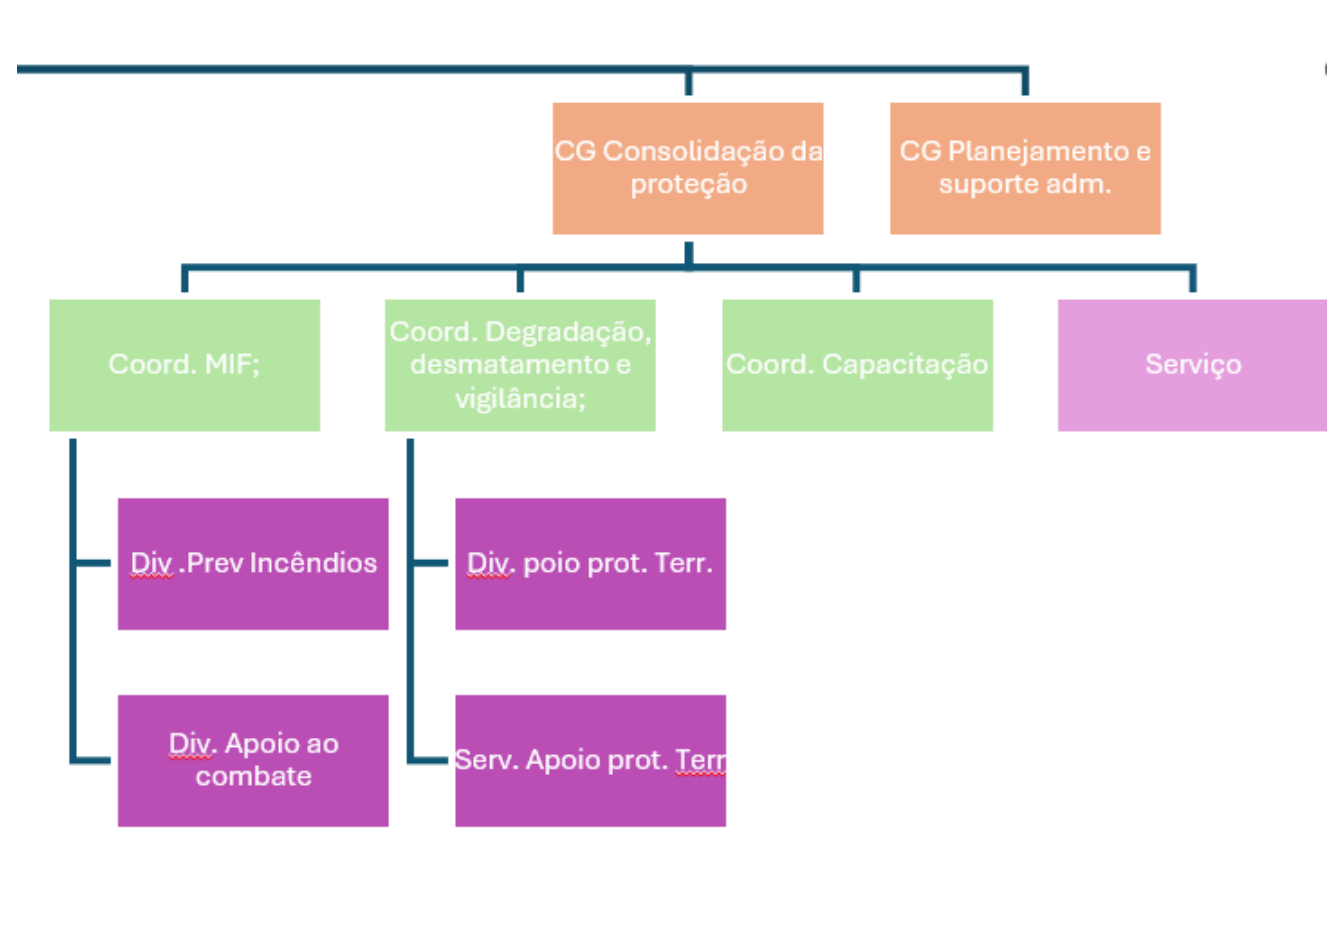 CG Consolidação da
proteção
CG Planejamento e
suporte adm.
Coord. MIF;
Coord. Degradação,
desmatamento e
vigilância;
Coord. Capacitação
Serviço
Div .Prev Incêndios
Div. poio prot. Terr.
Div. Apoio ao
combate
Serv. Apoio prot. Terr